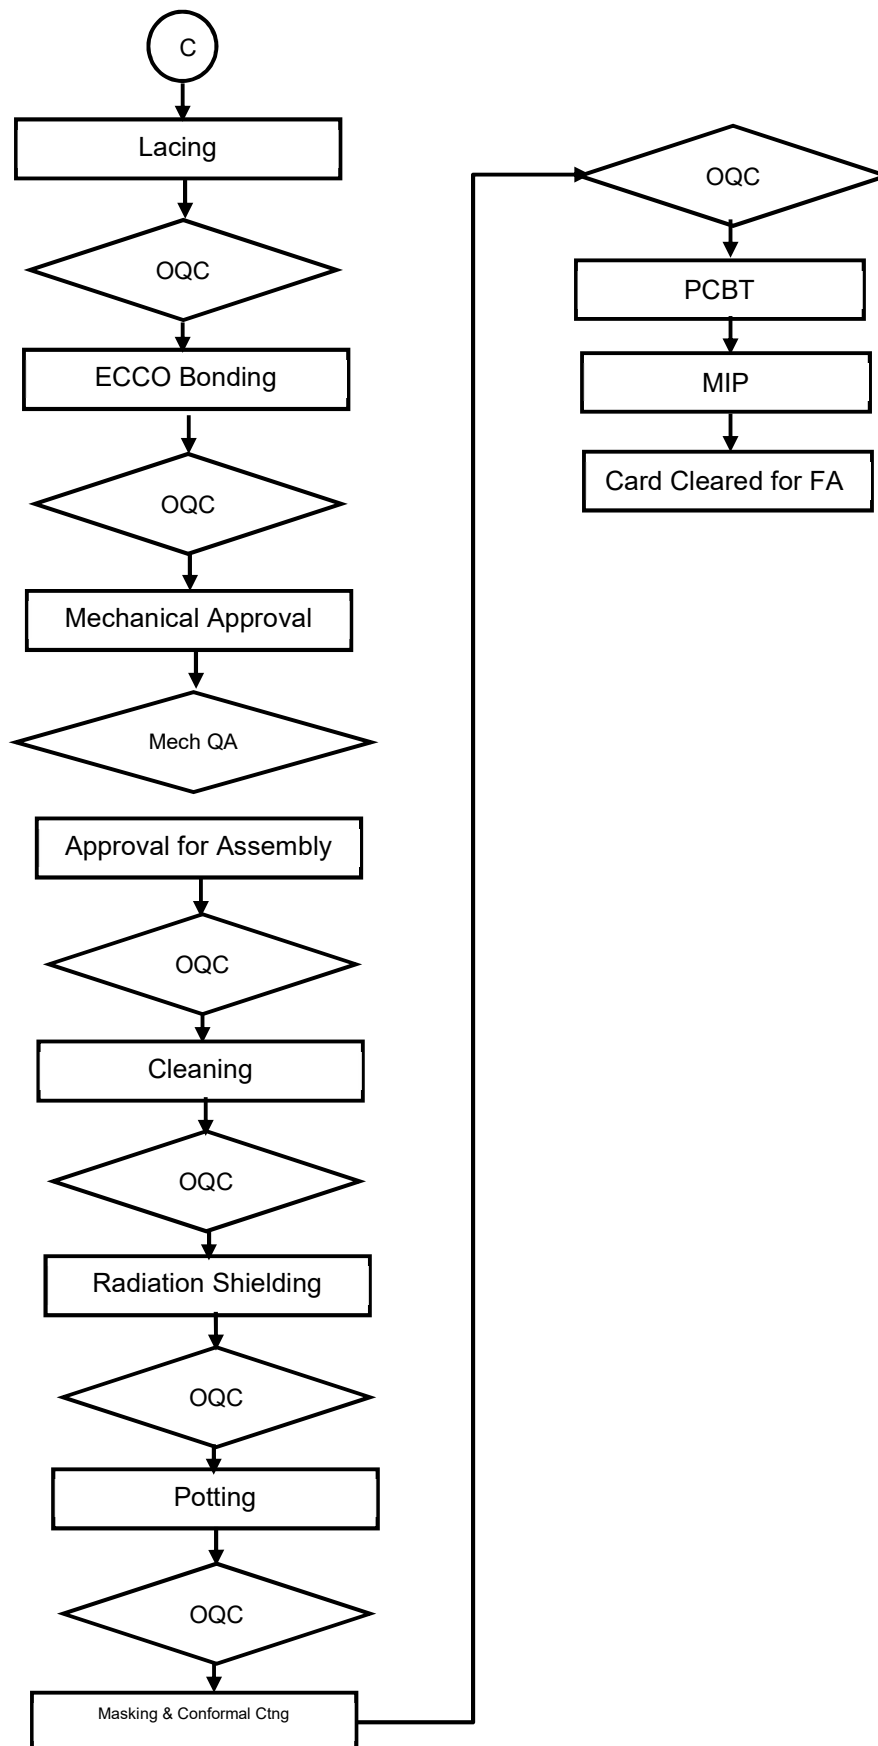 C
Lacing
OQC
ECCO Bonding
OQC
Mechanical Approval
Mech QA
Approval for Assembly
OQC
Cleaning
OQC
Radiation Shielding
OQC
Potting
OQC
Masking & Conformal Ctng
OQC
PCBT
MIP
Card Cleared for FA